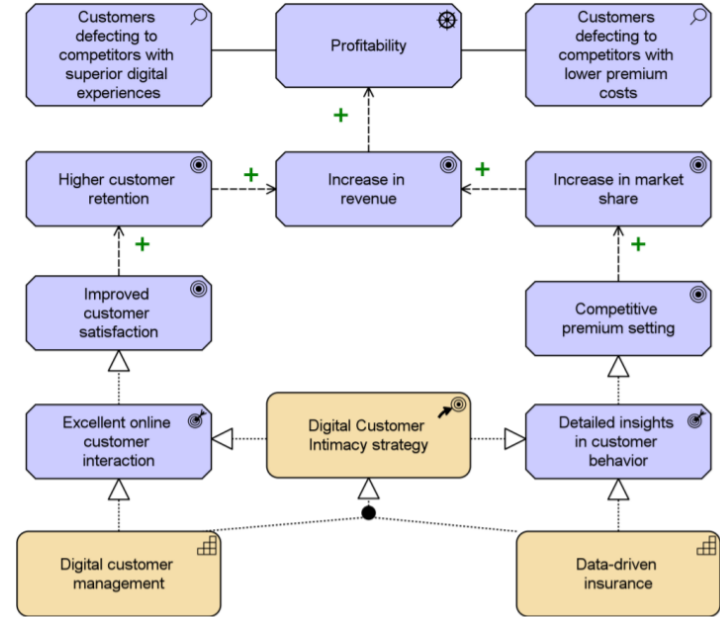 Customers
defecting to
competitors with
superior digital
experiences
Profitability
Customers
defecting to
competitors with
lower premium
costs
+
Higher customer
retention
+
Increase in
revenue
+
Increase in market
share
+
+
Improved
customer
satisfaction
Competitive
premium setting
Excellent online
customer
interaction
Digital Customer
Intimacy strategy
Detailed insights
in customer
behavior
Digital customer
management
Data-driven
insurance